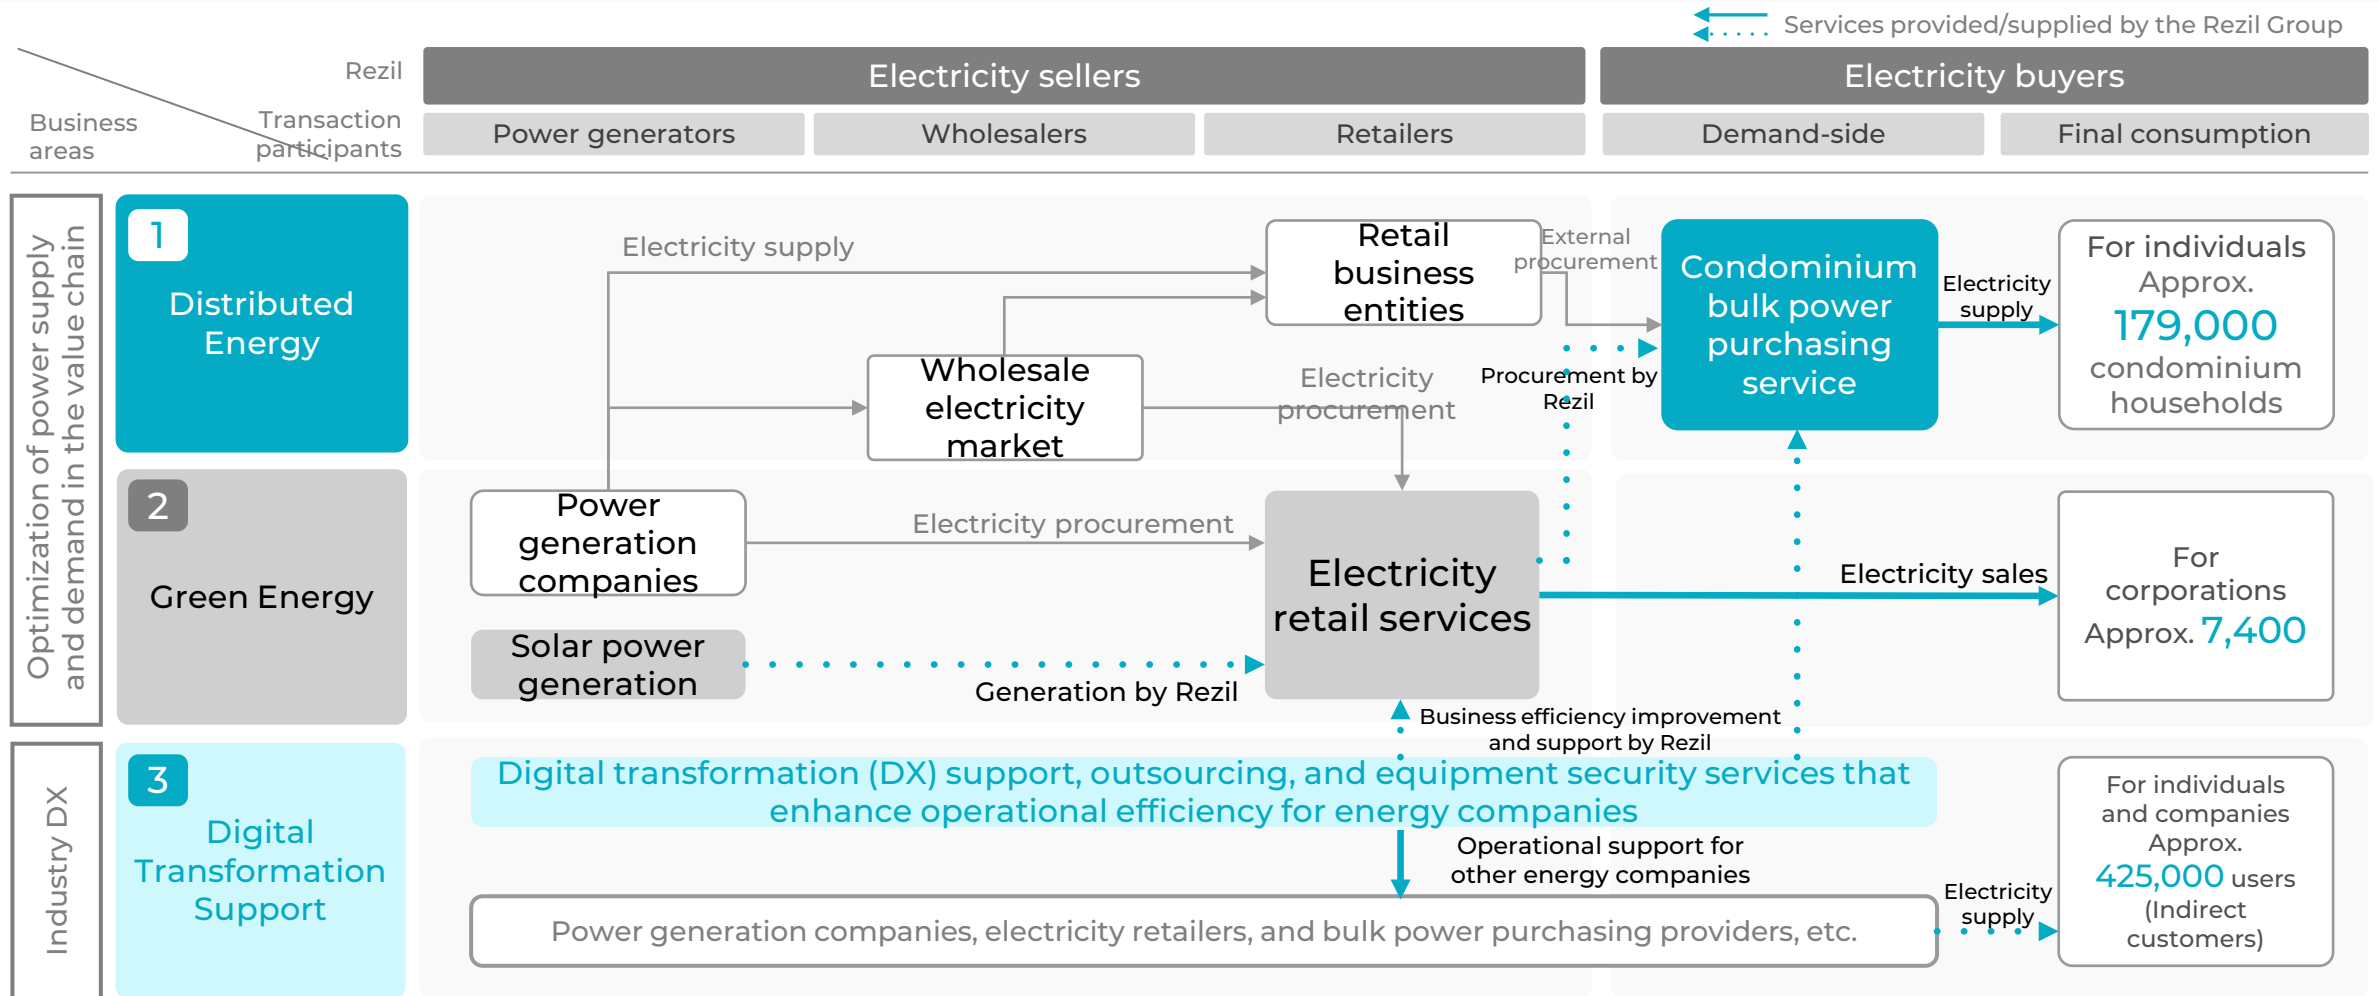 Services provided/supplied by the Rezil Group
Rezil
Electricity sellers
Electricity buyers
Business
areas
Transaction
participants
Power generators
Wholesalers
Retailers
Demand-side
Final consumption
Optimization of power supply
and demand in the value chain
1
Distributed
Energy
Electricity supply
Retail
business
entities
External
procurement
Condominium
bulk power
purchasing
service
Electricity
supply
For individuals
Approx.
179,000
condominium
households
Wholesale
electricity
market
Electricity
procurement
Procurement by
Rezil
2
Green Energy
Power
generation
companies
Electricity procurement
Electricity
retail services
Electricity sales
For
corporations
Approx. 7,400
Solar power
generation
Generation by Rezil
Business efficiency improvement
and support by Rezil
Industry DX
3
Digital
Transformation
Support
Digital transformation (DX) support, outsourcing, and equipment security services that
enhance operational efficiency for energy companies
Operational support for
other energy companies
Power generation companies, electricity retailers, and bulk power purchasing providers, etc.
Electricity
supply
For individuals
and companies
Approx.
425,000 users
(Indirect
customers)